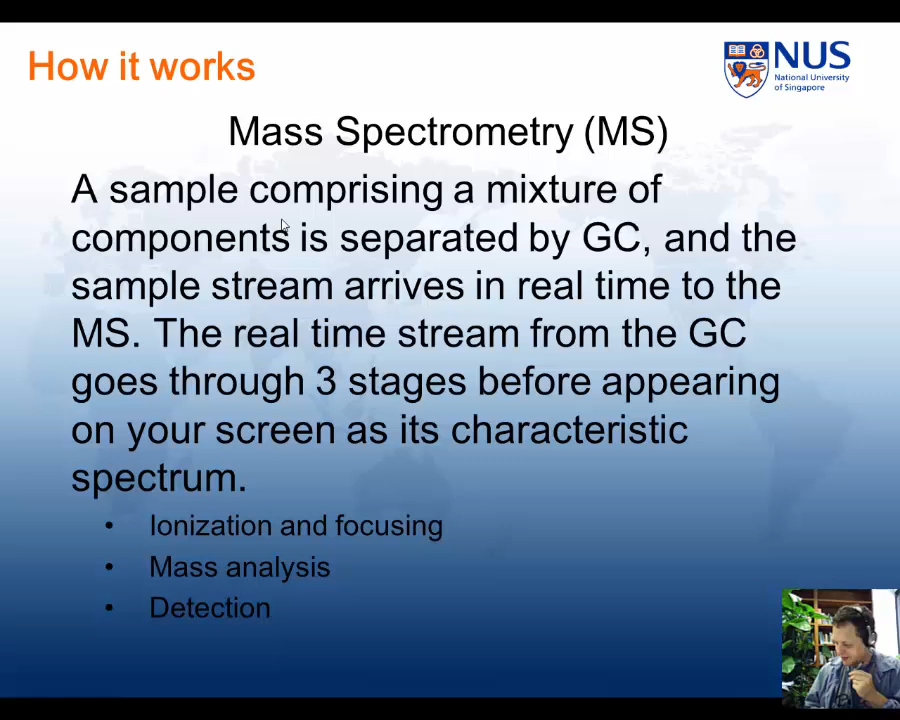 How it works
NUS
National University
of Singapore
Mass Spectrometry (MS)
A sample comprising a mixture of
components is separated by GC, and the
sample stream arrives in real time to the
MS. The real time stream from the GC
goes through 3 stages before appearing
on your screen as its characteristic
spectrum.
• Ionization and focusing
• Mass analysis
• Detection